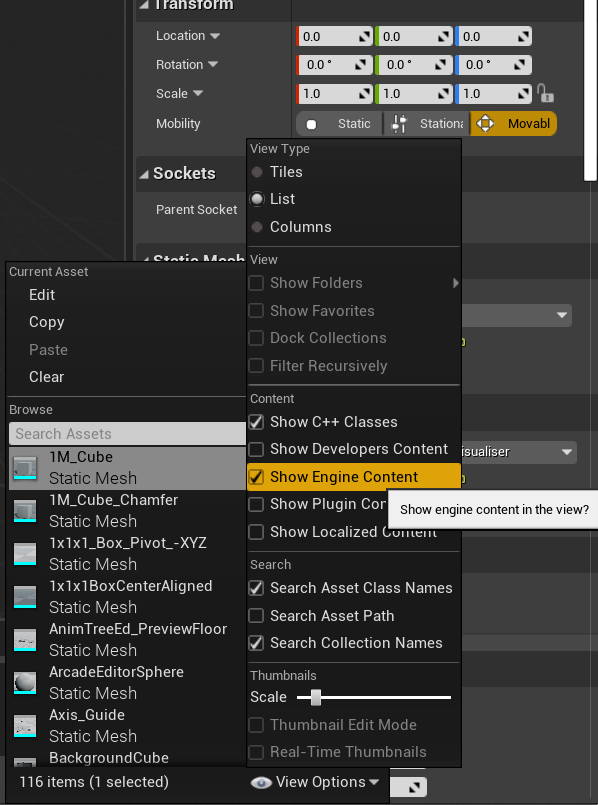 Transform
Location
0.0
0.0
0.0
Rotation
0.0 °
0.0 °
0.0 °
Scale
1.0
1.0
1.0
Mobility
Static
Stationa
Movabl
Sockets
Parent Socket
Static Mesh
View Type
Tiles
List
Columns
View
Show Folders
Show Favorites
Dock Collections
Filter Recursively
Content
Show C++ Classes
Show Developers Content
Show Engine Content
Show Plugin Con
Show engine content in the view?
Show Localized Content
Search
Search Asset Class Names
Search Asset Path
Search Collection Names
Thumbnails
Scale
Thumbnail Edit Mode
Real-Time Thumbnails
isualiser
Current Asset
Edit
Copy
Paste
Clear
Browse
Search Assets
1M_Cube
Static Mesh
1M_Cube_Chamfer
Static Mesh
1x1x1_Box_Pivot_-XYZ
Static Mesh
1x1x1BoxCenterAligned
Static Mesh
AnimTreeEd_PreviewFloor
Static Mesh
ArcadeEditorSphere
Static Mesh
Axis_Guide
Static Mesh
BackgroundCube
116 items (1 selected)
View Options